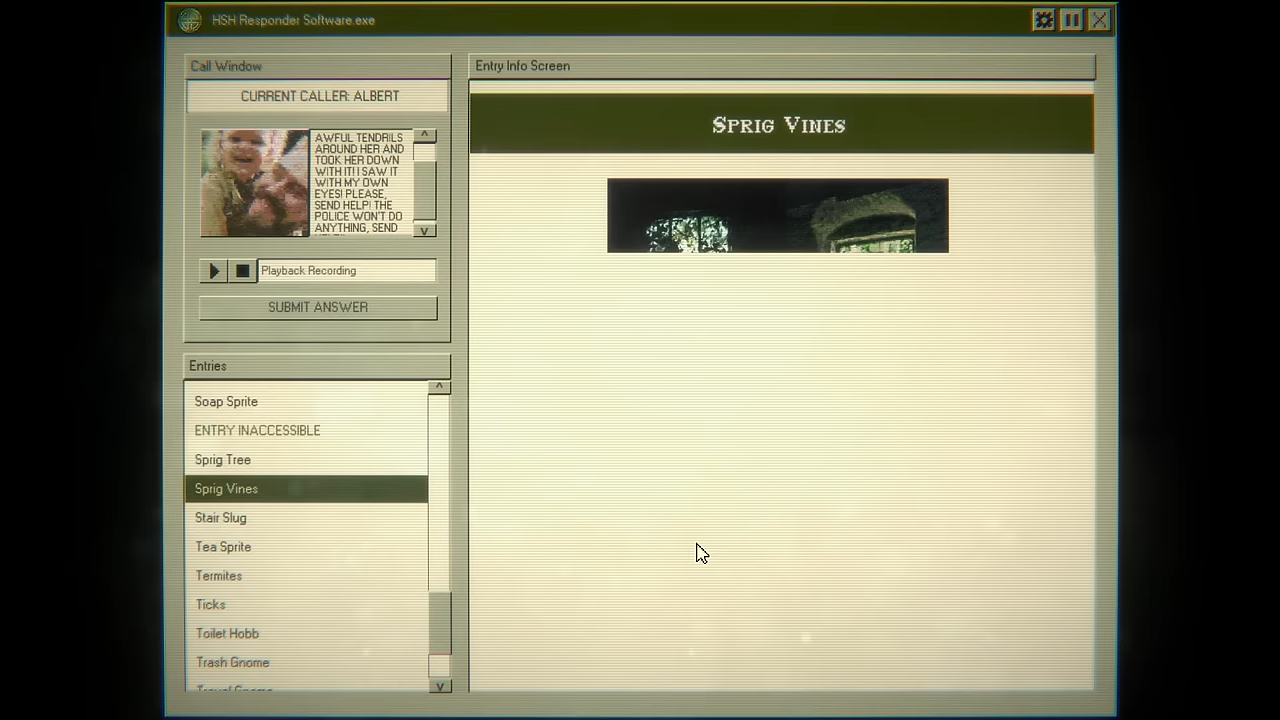 HSH Responder Software.exe
Call Window
CURRENT CALLER: ALBERT
AWFUL TENDRILS
AROUND HER AND
TOOK HER DOWN
WITH IT! I SAW IT
WITH MY OWN
EYES! PLEASE,
SEND HELP! THE
POLICE WON'T DO
ANYTHING, SEND
Playback Recording
SUBMIT ANSWER
Entries
Soap Sprite
ENTRY INACCESSIBLE
Sprig Tree
Sprig Vines
Stair Slug
Tea Sprite
Termites
Ticks
Toilet Hobb
Trash Gnome
Travel Gnome
Entry Info Screen
Sprig Vines